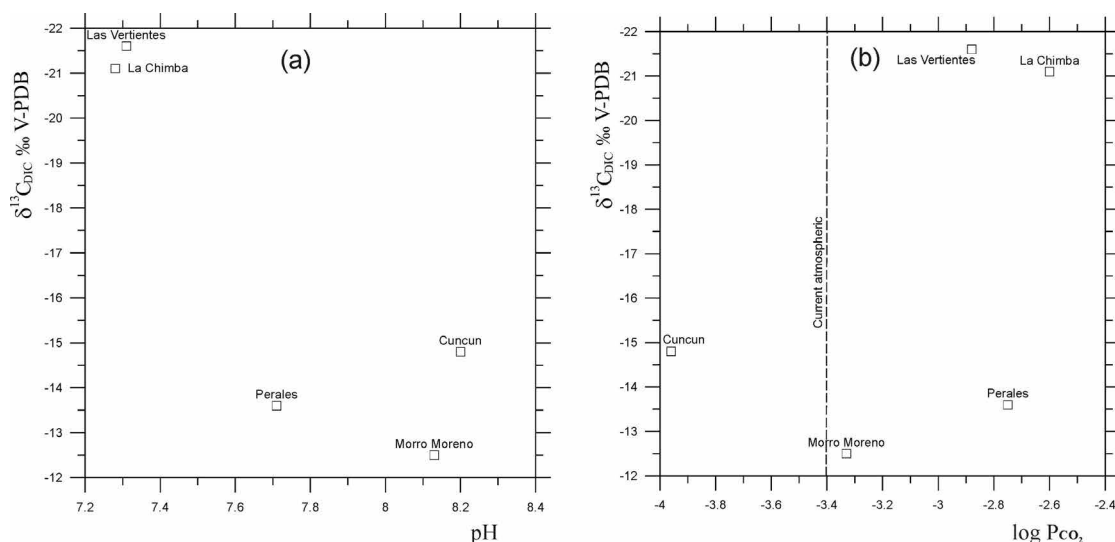 (a)
δ¹³C_DIC ‰ V-PDB
-22
-21
-20
-19
-18
-17
-16
-15
-14
-13
-12
Las Vertientes
La Chimba
Cuncun
Perales
Morro Moreno
7.2
7.4
7.6
7.8
8
8.2
8.4
pH
(b)
δ¹³C_DIC ‰ V-PDB
-22
-21
-20
-19
-18
-17
-16
-15
-14
-13
-12
Las Vertientes
La Chimba
Current atmospheric
Cuncun
Perales
Morro Moreno
-4
-3.8
-3.6
-3.4
-3.2
-3
-2.8
-2.6
-2.4
log Pco,